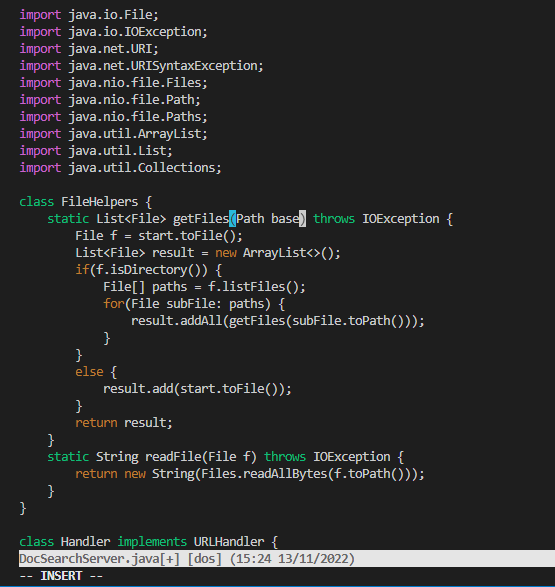 import java.io.File;
import java.io.IOException;
import java.net.URI;
import java.net.URISyntaxException;
import java.nio.file.Files;
import java.nio.file.Path;
import java.nio.file.Paths;
import java.util.ArrayList;
import java.util.List;
import java.util.Collections;

class FileHelpers {
    static List<File> getFiles(Path base) throws IOException {
        File f = start.toFile();
        List<File> result = new ArrayList<>();
        if(f.isDirectory()) {
            File[] paths = f.listFiles();
            for(File subFile: paths) {
                result.addAll(getFiles(subFile.toPath()));
            }
        }
        else {
            result.add(start.toFile());
        }
        return result;
    }
    static String readFile(File f) throws IOException {
        return new String(Files.readAllBytes(f.toPath()));
    }
}

class Handler implements URLHandler {
DocSearchServer.java[+] [dos] (15:24 13/11/2022)
-- INSERT --